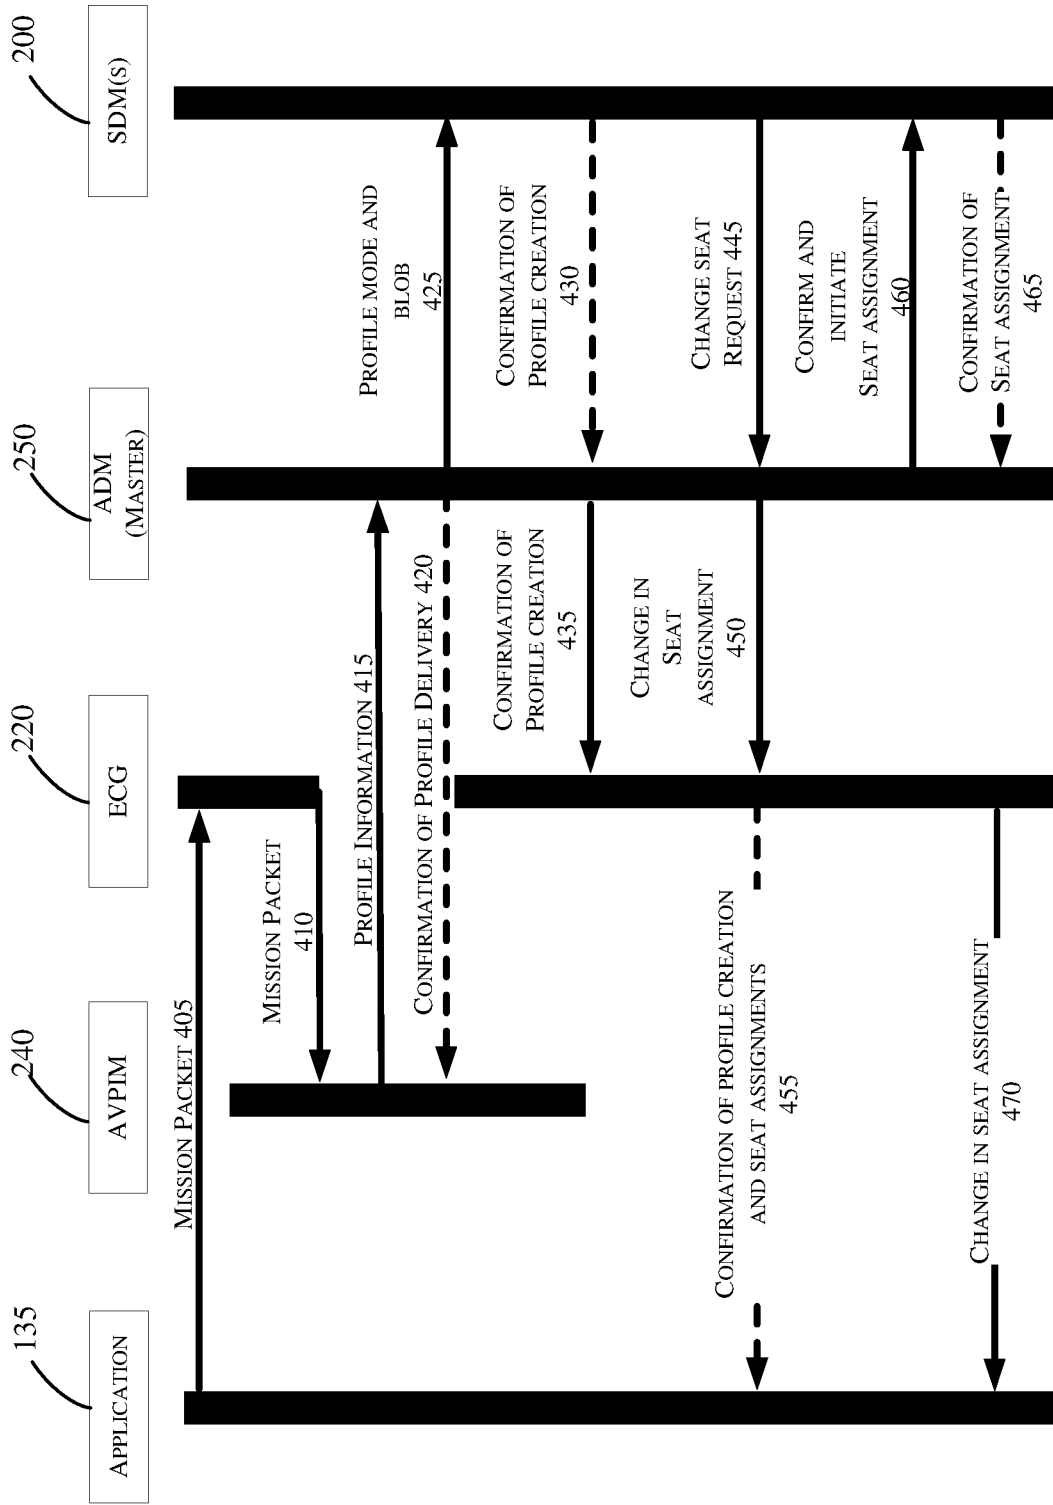 135
APPLICATION
240
AVPIM
220
ECG
250
ADM
(MASTER)
200
SDM(s)
MISSION PACKET 405
MISSION PACKET
410
PROFILE INFORMATION 415
CONFIRMATION OF PROFILE DELIVERY 420
PROFILE MODE AND
BLOB
425
CONFIRMATION OF
PROFILE CREATION
430
CONFIRMATION OF
PROFILE CREATION
435
CHANGE SEAT
REQUEST 445
CHANGE IN
SEAT
ASSIGNMENT
450
CONFIRMATION OF PROFILE CREATION
AND SEAT ASSIGNMENTS
455
CONFIRM AND
INITIATE
SEAT ASSIGNMENT
460
CONFIRMATION OF
SEAT ASSIGNMENT
465
CHANGE IN SEAT ASSIGNMENT
470